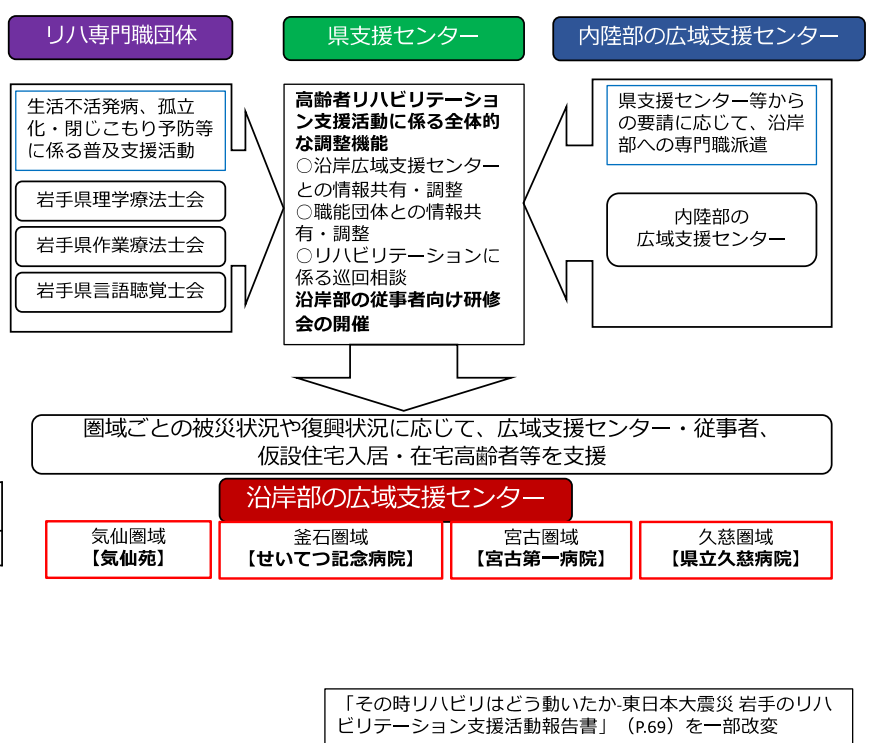 リハ専門職団体
生活不活発病、孤立
化・閉じこもり予防等
に係る普及支援活動
岩手県理学療法士会
岩手県作業療法士会
岩手県言語聴覚士会
県支援センター
高齢者リハビリテーショ
ン支援活動に係る全体的
な調整機能
○沿岸広域支援センター
との情報共有・調整
○職能団体との情報共
有・調整
○リハビリテーションに
係る巡回相談
沿岸部の従事者向け研修
会の開催
内陸部の広域支援センター
県支援センター等から
の要請に応じて、沿岸
部への専門職派遣
内陸部の
広域支援センター
圏域ごとの被災状況や復興状況に応じて、広域支援センター・従事者、
仮設住宅入居・在宅高齢者等を支援
沿岸部の広域支援センター
気仙圏域
【気仙苑】
釜石圏域
【せいてつ記念病院】
宮古圏域
【宮古第一病院】
久慈圏域
【県立久慈病院】
「その時リハビリはどう動いたか-東日本大震災 岩手のリハ
ビリテーション支援活動報告書」（P.69）を一部改変